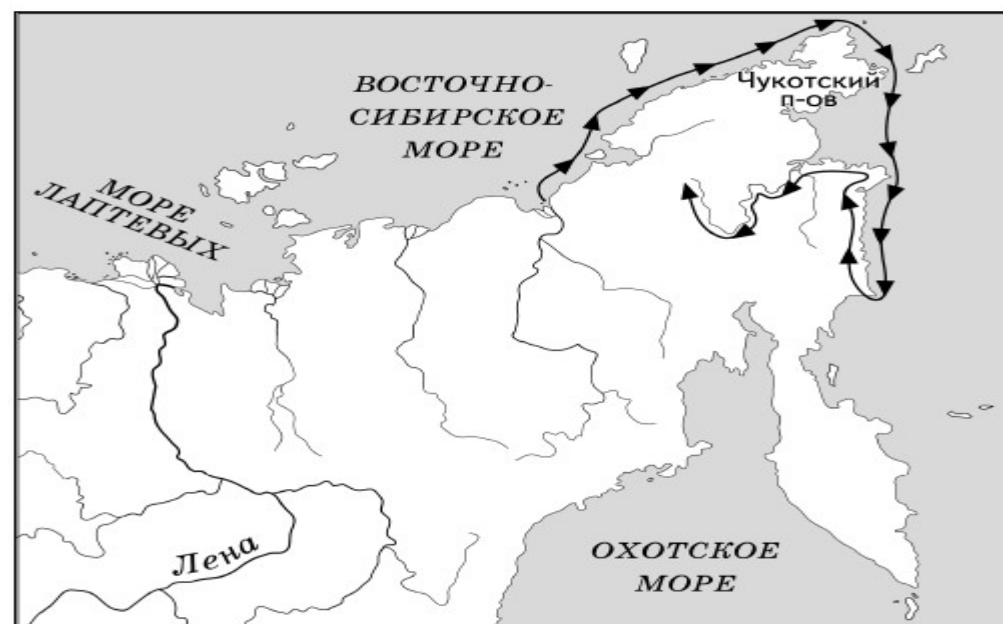 ВОСТОЧНО-
СИБИРСКОЕ
МОРЕ
Чукотский
п-ов
МОРЕ
ЛАПТЕВЫХ
Лена
ОХОТСКОЕ
МОРЕ